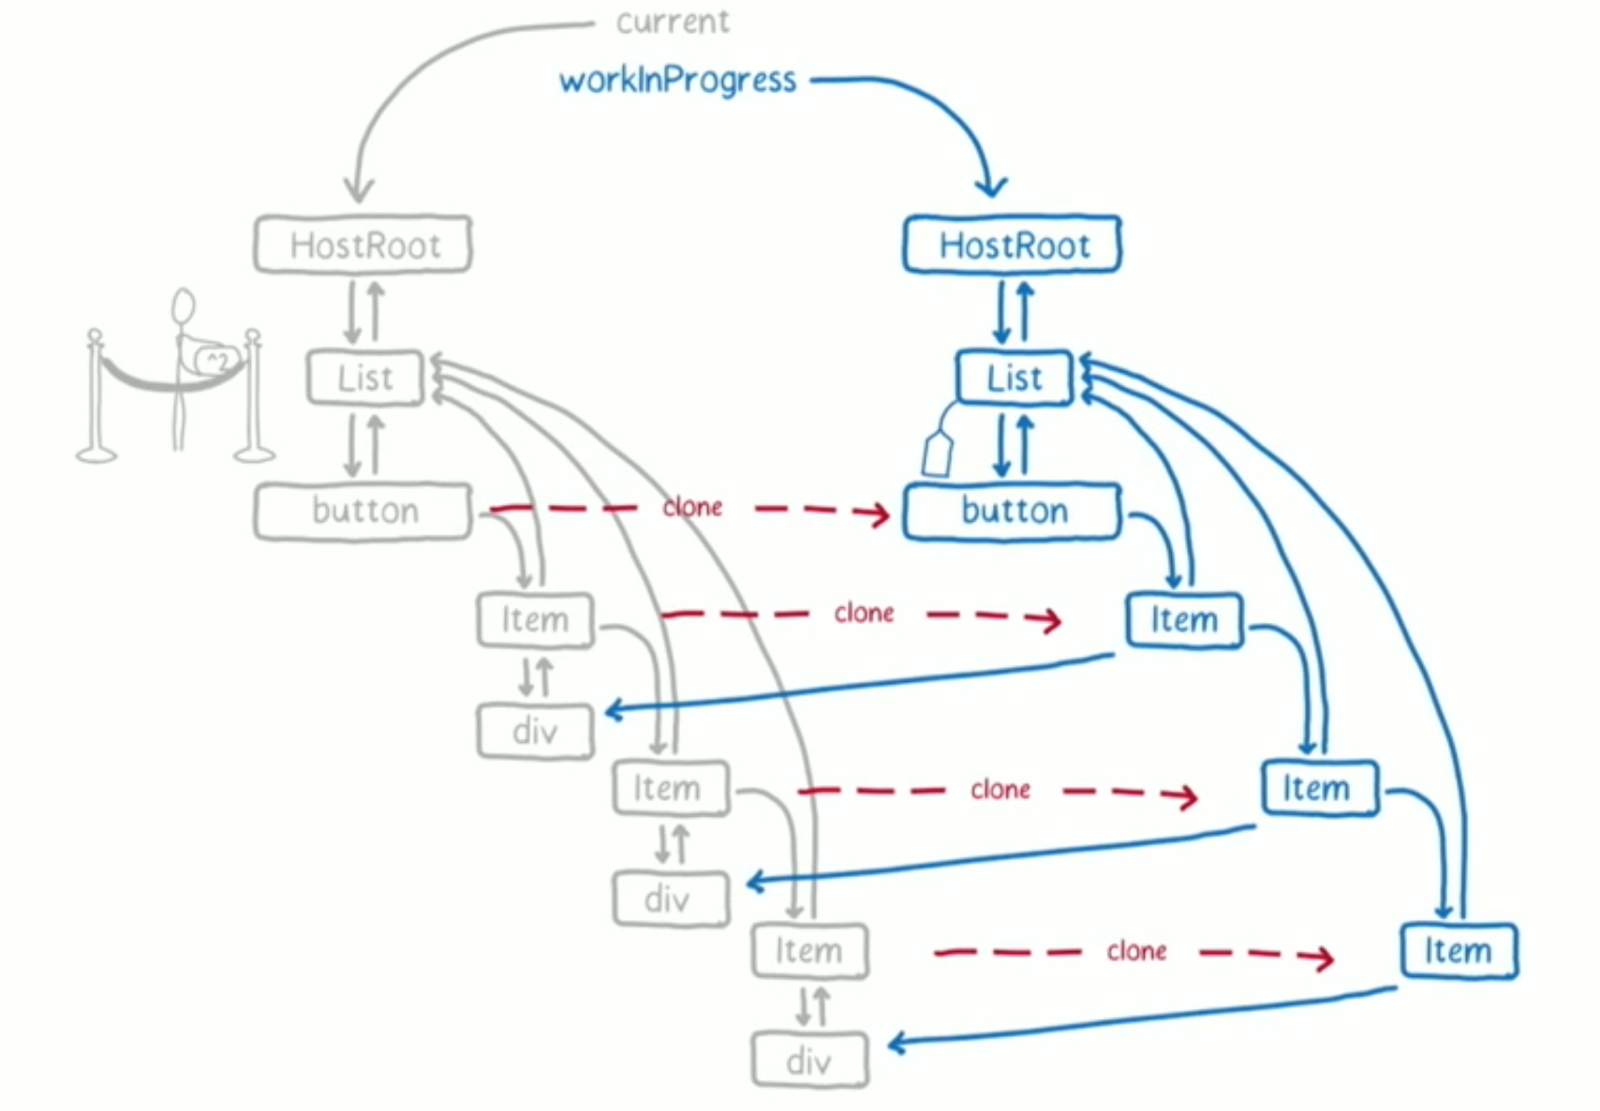 current
workInProgress
HostRoot
HostRoot
List
List
^2
button
clone
button
Item
clone
Item
div
Item
clone
Item
div
Item
clone
Item
div